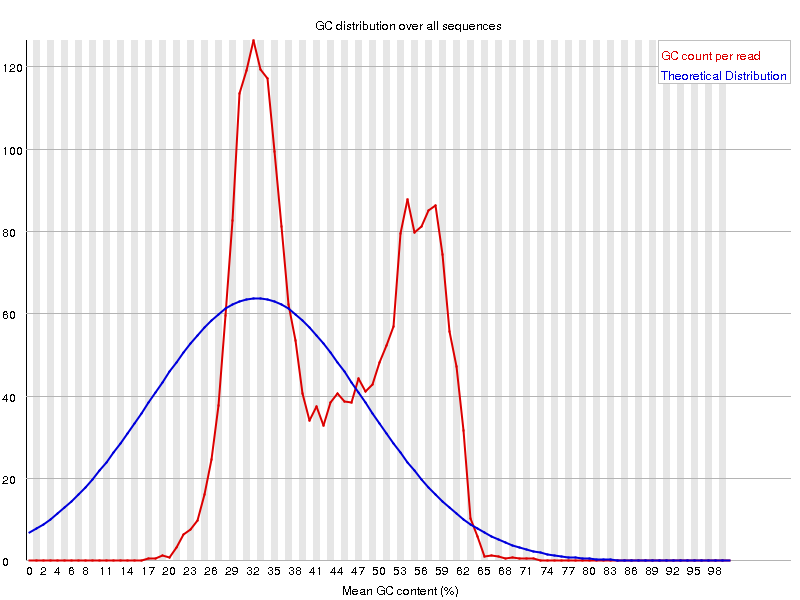 GC distribution over all sequences
GC count per read
Theoretical Distribution
120
100
80
60
40
20
0
0 2 4 6 8 11 14 17 20 23 26 29 32 35 38 41 44 47 50 53 56 59 62 65 68 71 74 77 80 83 86 89 92 95 98
Mean GC content (%)